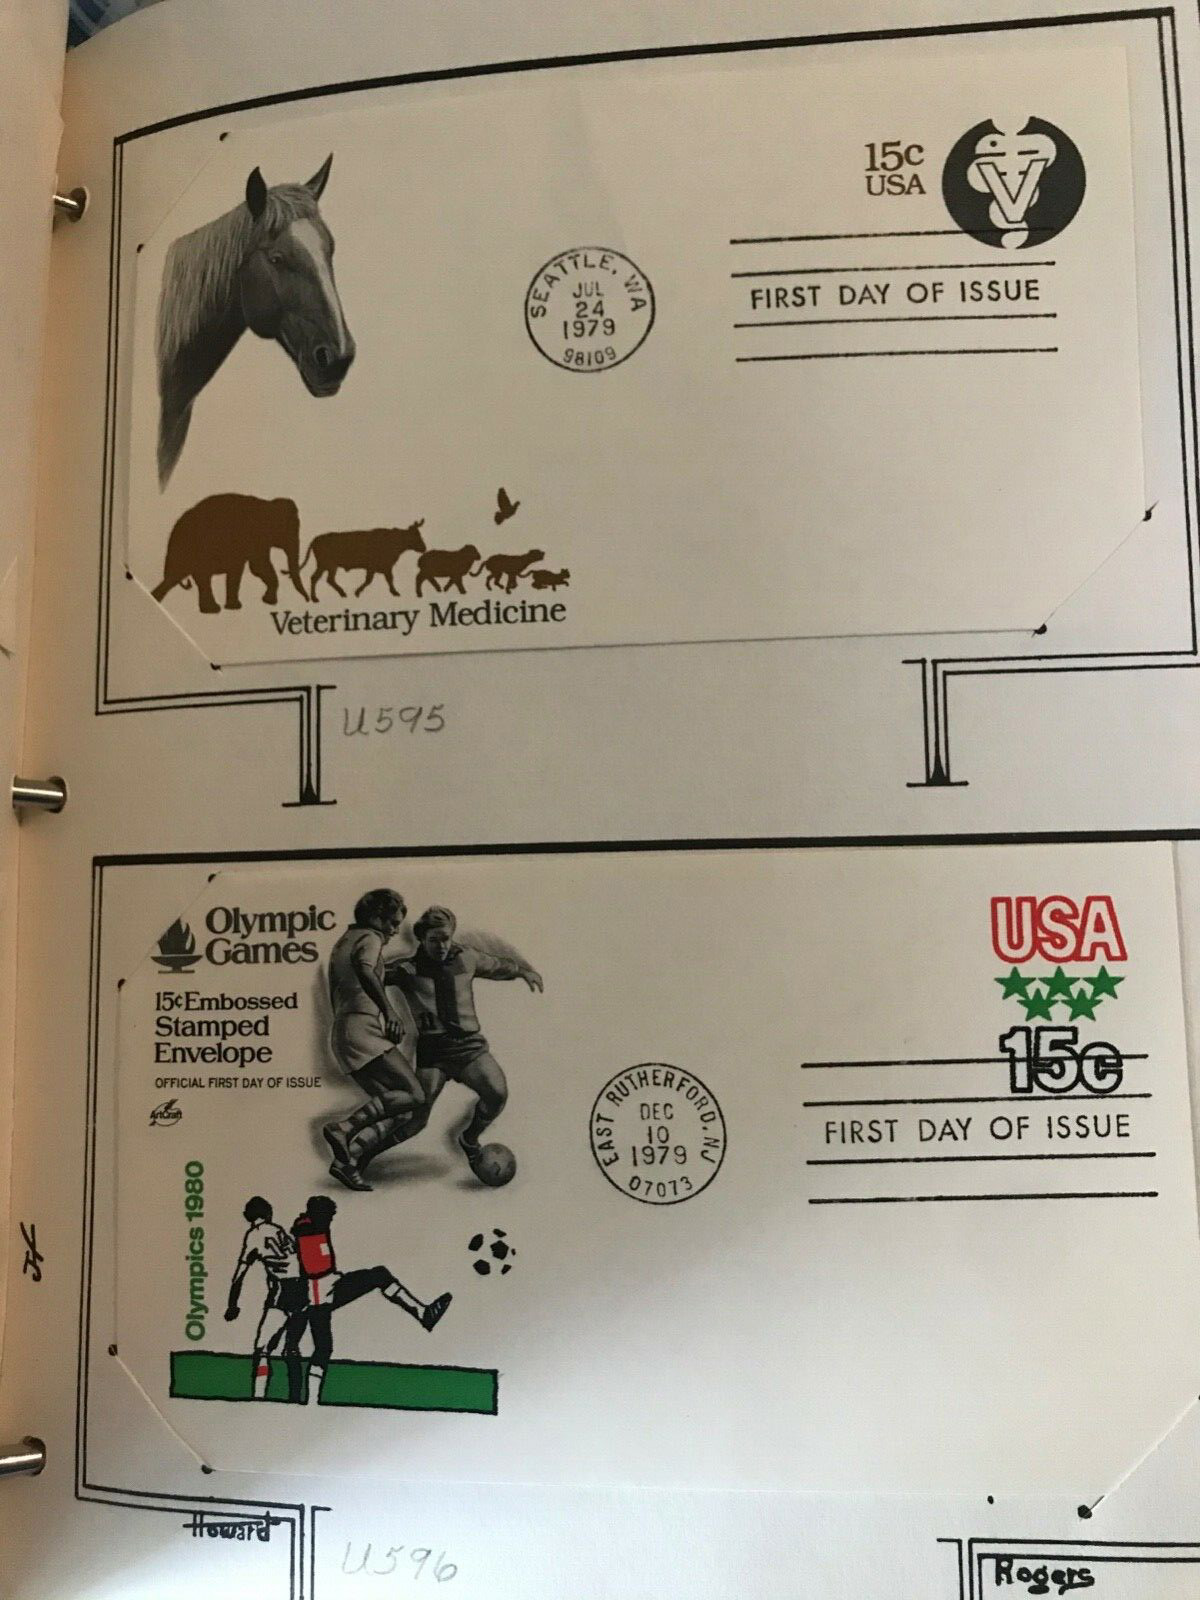 15c
USA
V
SEATTLE, WA
JUL
24
1979
98109
FIRST DAY OF ISSUE
Veterinary Medicine
U595
Olympic
Games
15¢ Embossed
Stamped
Envelope
OFFICIAL FIRST DAY OF ISSUE
ArtCraft
USA
15c
EAST RUTHERFORD, NJ
DEC
10
1979
07073
FIRST DAY OF ISSUE
Olympics 1980
14
Howard
U596
Rogers